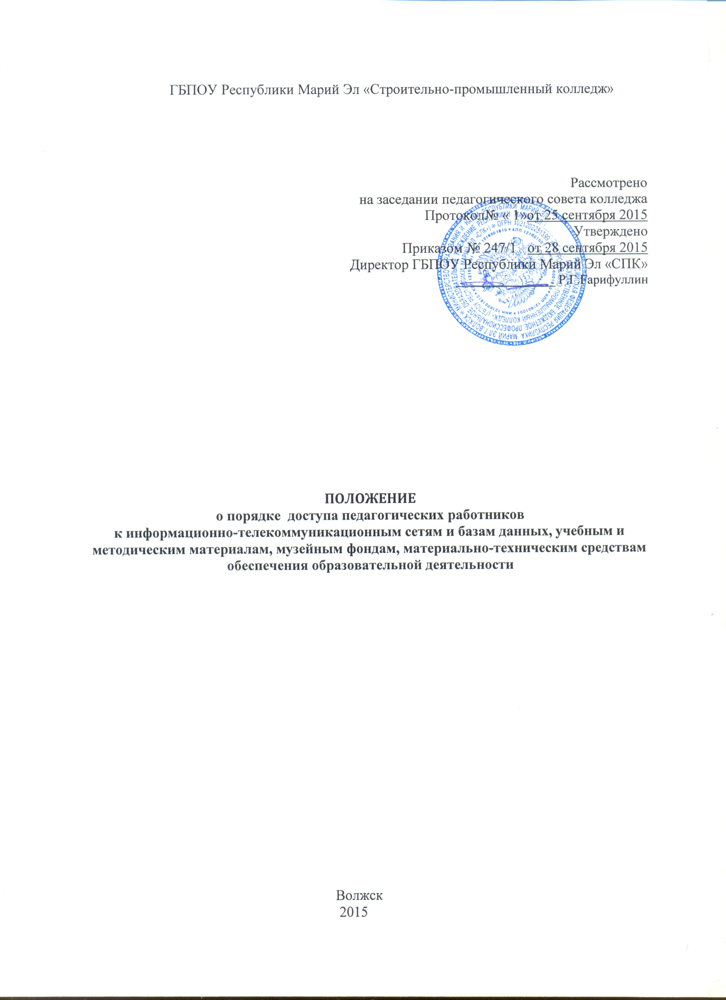 ГБПОУ Республики Марий Эл «Строительно-промышленный колледж»
Рассмотрено
на заседании педагогического совета колледжа
Протокол№ « 1»от 25 сентября 2015
Утверждено
Приказом № 247/1 от 28 сентября 2015
Директор ГБПОУ Республики Марий Эл «СПК»
Р.Г.Гарифуллин
ОГРН 1021202251399
ПОЛОЖЕНИЕ
о порядке доступа педагогических работников
к информационно-телекоммуникационным сетям и базам данных, учебным и
методическим материалам, музейным фондам, материально-техническим средствам
обеспечения образовательной деятельности
Волжск
2015